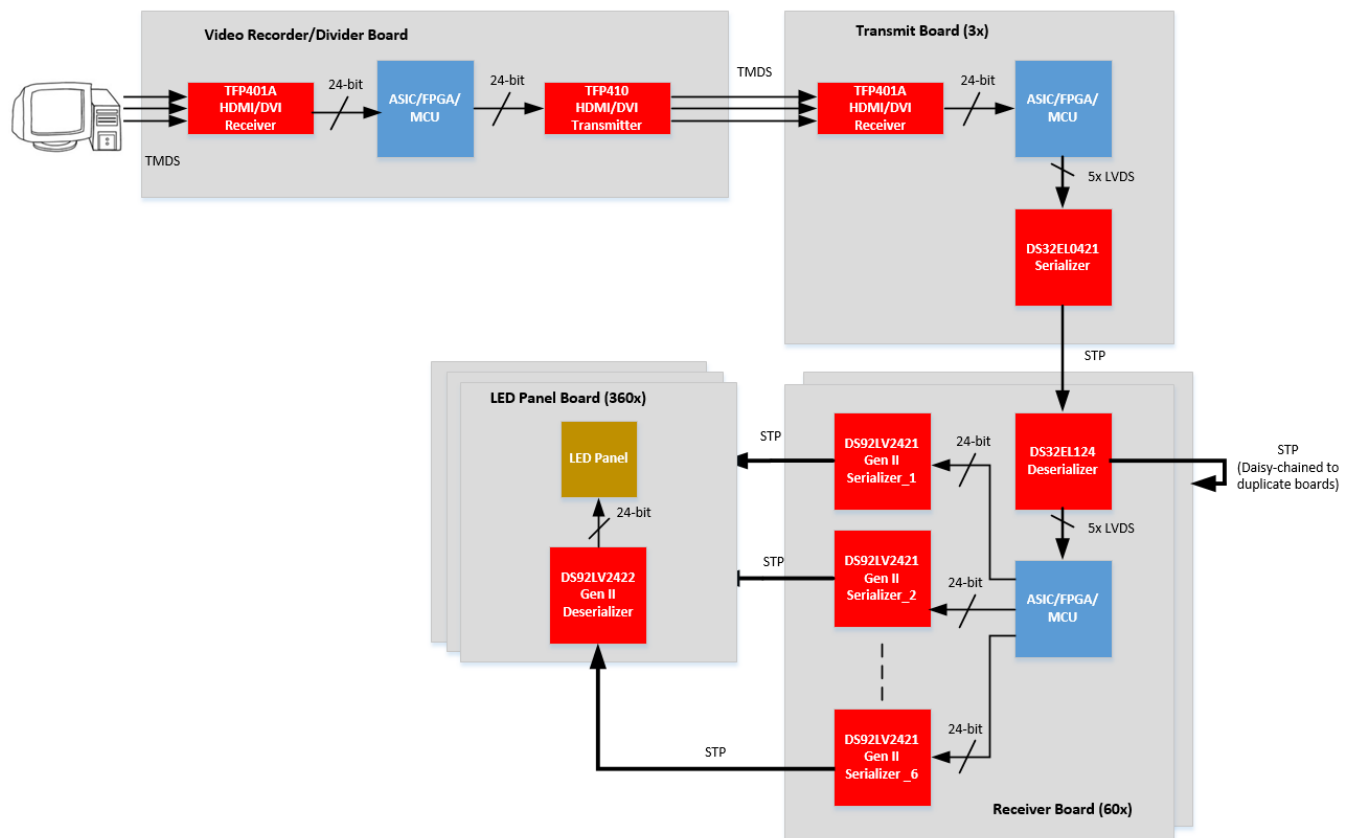 Video Recorder/Divider Board
TMDS
TFP401A
HDMI/DVI
Receiver
24-bit
ASIC/FPGA/
MCU
24-bit
TFP410
HDMI/DVI
Transmitter
TMDS
Transmit Board (3x)
TFP401A
HDMI/DVI
Receiver
24-bit
ASIC/FPGA/
MCU
5x LVDS
DS32EL0421
Serializer
STP
LED Panel Board (360x)
LED Panel
24-bit
DS92LV2422
Gen II
Deserializer
STP
STP
STP
DS92LV2421
Gen II
Serializer_1
24-bit
DS92LV2421
Gen II
Serializer_2
24-bit
DS92LV2421
Gen II
Serializer _6
24-bit
DS32EL124
Deserializer
5x LVDS
ASIC/FPGA/
MCU
STP
(Daisy-chained to
duplicate boards)
Receiver Board (60x)